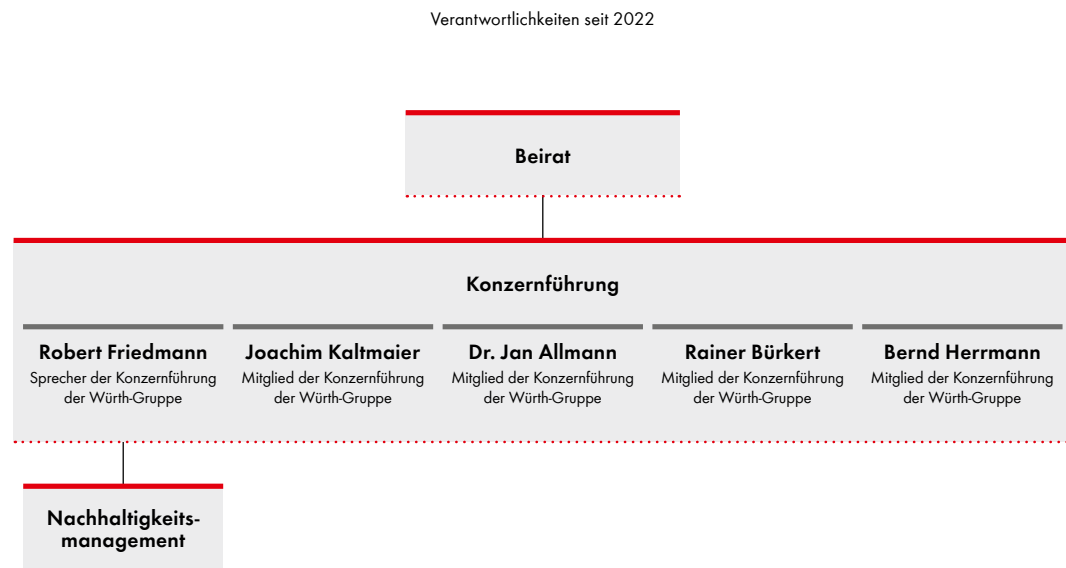 Verantwortlichkeiten seit 2022
Beirat
Konzernführung
Robert Friedmann
Sprecher der Konzernführung
der Würth-Gruppe
Joachim Kaltmaier
Mitglied der Konzernführung
der Würth-Gruppe
Dr. Jan Allmann
Mitglied der Konzernführung
der Würth-Gruppe
Rainer Bürkert
Mitglied der Konzernführung
der Würth-Gruppe
Bernd Herrmann
Mitglied der Konzernführung
der Würth-Gruppe
Nachhaltigkeits-
management